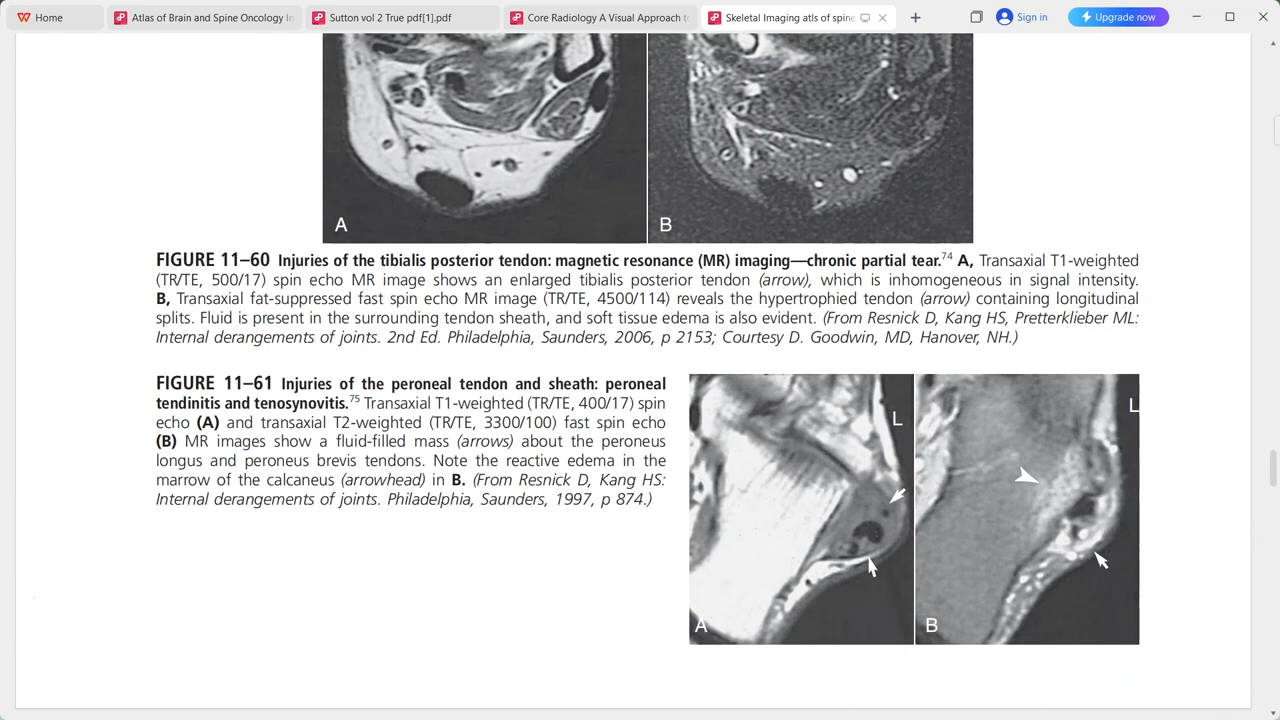 Home
Atlas of Brain and Spine Oncology I
Sutton vol 2 True pdf[1].pdf
Core Radiology A Visual Approach to
Skeletal Imaging atls of spine
Sign in
Upgrade now
A
B
FIGURE 11–60 Injuries of the tibialis posterior tendon: magnetic resonance (MR) imaging—chronic partial tear.74 A, Transaxial T1-weighted
(TR/TE, 500/17) spin echo MR image shows an enlarged tibialis posterior tendon (arrow), which is inhomogeneous in signal intensity.
B, Transaxial fat-suppressed fast spin echo MR image (TR/TE, 4500/114) reveals the hypertrophied tendon (arrow) containing longitudinal
splits. Fluid is present in the surrounding tendon sheath, and soft tissue edema is also evident. (From Resnick D, Kang HS, Pretterklieber ML:
Internal derangements of joints. 2nd Ed. Philadelphia, Saunders, 2006, p 2153; Courtesy D. Goodwin, MD, Hanover, NH.)
FIGURE 11–61 Injuries of the peroneal tendon and sheath: peroneal
tendinitis and tenosynovitis.75 Transaxial T1-weighted (TR/TE, 400/17) spin
echo (A) and transaxial T2-weighted (TR/TE, 3300/100) fast spin echo
(B) MR images show a fluid-filled mass (arrows) about the peroneus
longus and peroneus brevis tendons. Note the reactive edema in the
marrow of the calcaneus (arrowhead) in B. (From Resnick D, Kang HS:
Internal derangements of joints. Philadelphia, Saunders, 1997, p 874.)
L
L
A
B